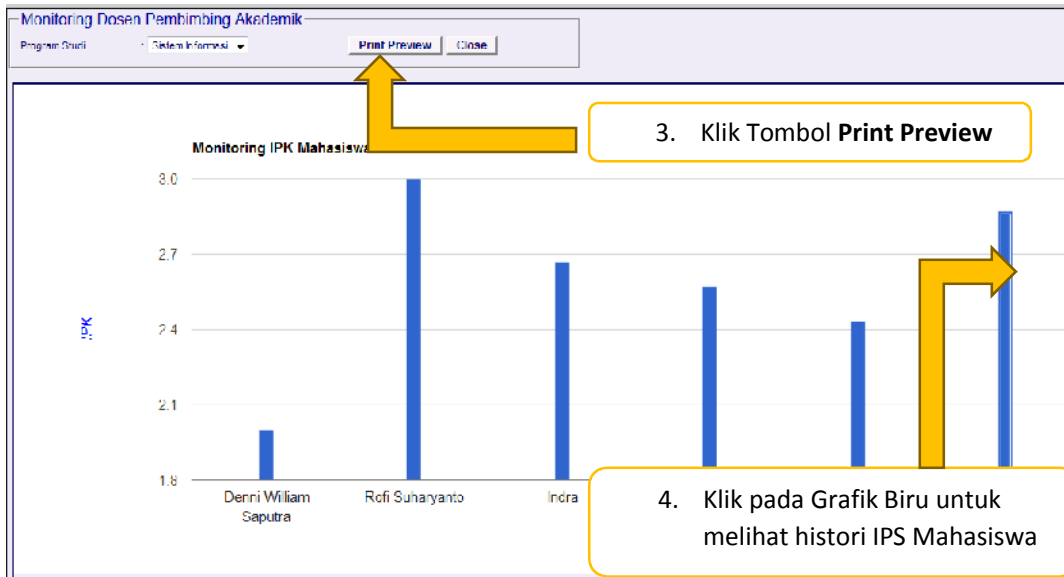 Monitoring Dosen Pembimbing Akademik
Program Studi : Sistem Informasi Print Preview Close
3. Klik Tombol Print Preview
Monitoring IPK Mahasiswa
3.0
2.7
2.4
2.1
1.8
IPK
Denni William
Saputra
Rofi Suharyanto
Indra
4. Klik pada Grafik Biru untuk
melihat histori IPS Mahasiswa